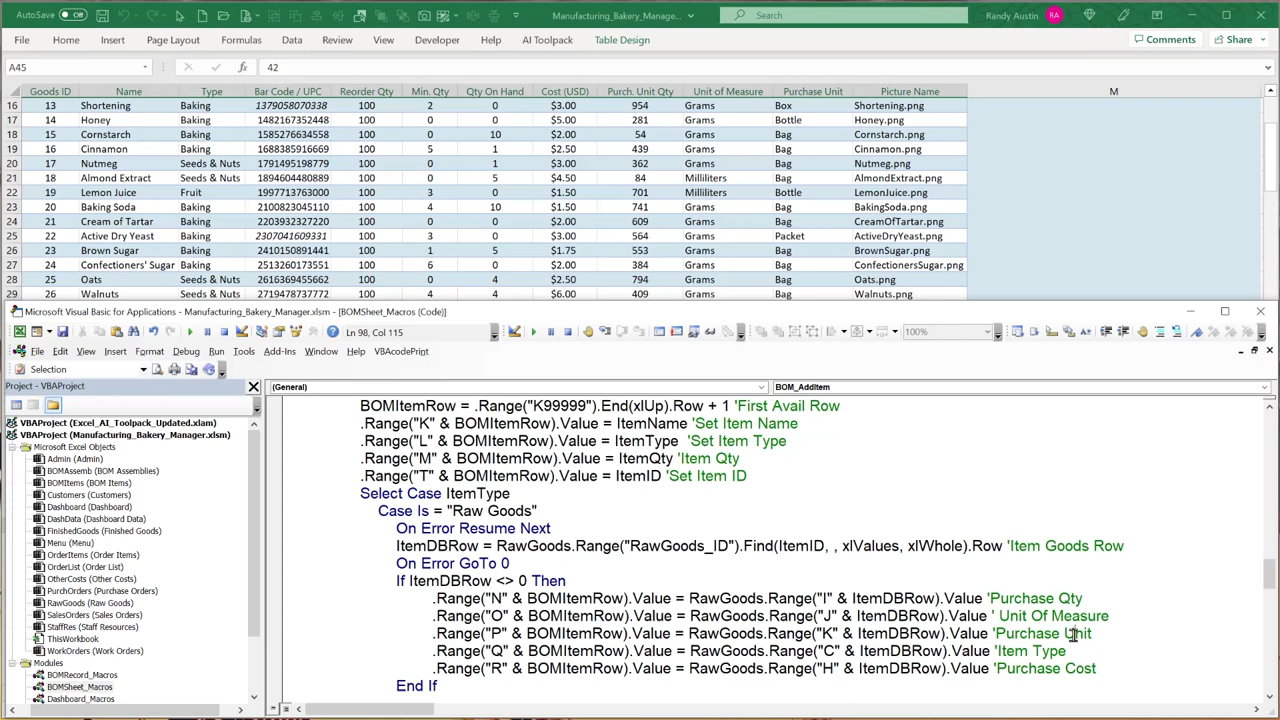 AutoSave Off Manufacturing_Bakery_Manage... Search Randy Austin RA
File Home Insert Page Layout Formulas Data Review View Developer Help AI Toolpack Table Design Comments Share
A45 fx 42
Goods ID Name Type Bar Code / UPC Reorder Qty Min. Qty Qty On Hand Cost (USD) Purch. Unit Qty Unit of Measure Purchase Unit Picture Name M
16 13 Shortening Baking 1379058070338 100 2 0 $3.00 954 Grams Box Shortening.png
17 14 Honey Baking 1482167352448 100 0 0 $5.00 281 Grams Bottle Honey.png
18 15 Cornstarch Baking 1585276634558 100 0 10 $2.00 54 Grams Bag Cornstarch.png
19 16 Cinnamon Baking 1688385916669 100 5 1 $2.50 439 Grams Bag Cinnamon.png
20 17 Nutmeg Seeds & Nuts 1791495198779 100 0 1 $3.00 362 Grams Bag Nutmeg.png
21 18 Almond Extract Seeds & Nuts 1894604480889 100 0 5 $4.50 84 Milliliters Bag AlmondExtract.png
22 19 Lemon Juice Fruit 1997713763000 100 3 0 $1.50 701 Milliliters Bottle LemonJuice.png
23 20 Baking Soda Baking 2100823045110 100 4 10 $1.50 741 Grams Bag BakingSoda.png
24 21 Cream of Tartar Baking 2203932327220 100 0 0 $2.00 609 Grams Bag CreamOfTartar.png
25 22 Active Dry Yeast Baking 2307041609331 100 3 0 $3.00 564 Grams Packet ActiveDryYeast.png
26 23 Brown Sugar Baking 2410150891441 100 1 5 $1.75 553 Grams Bag BrownSugar.png
27 24 Confectioners' Sugar Baking 2513260173551 100 6 0 $2.00 384 Grams Bag ConfectionersSugar.png
28 25 Oats Seeds & Nuts 2616369455662 100 0 4 $2.50 794 Grams Bag Oats.png
29 26 Walnuts Seeds & Nuts 2719478737772 100 4 4 $6.00 409 Grams Bag Walnuts.png
Microsoft Visual Basic for Applications - Manufacturing_Bakery_Manager.xlsm - [BOMSheet_Macros (Code)]
Ln 98, Col 115 100%
File Edit View Insert Format Debug Run Tools Add-Ins Window Help VBAcodePrint
Selection
Project - VBAProject
(General) BOM_AddItem
VBAProject (Excel_AI_Toolpack_Updated.xlam)
VBAProject (Manufacturing_Bakery_Manager.xlsm)
Microsoft Excel Objects
Admin (Admin)
BOMAssemb (BOM Assemblies)
BOMItems (BOM Items)
Customers (Customers)
Dashboard (Dashboard)
DashData (Dashboard Data)
FinishedGoods (Finished Goods)
Menu (Menu)
OrderItems (Order Items)
OrderList (Order List)
OtherCosts (Other Costs)
PurchOrders (Purchase Orders)
RawGoods (Raw Goods)
SalesOrders (Sales Orders)
StaffRes (Staff Resources)
ThisWorkbook
WorkOrders (Work Orders)
Modules
BOMRecord_Macros
BOMSheet_Macros
Dashboard_Macros
BOMItemRow = .Range("K99999").End(xlUp).Row + 1 'First Avail Row
.Range("K" & BOMItemRow).Value = ItemName 'Set Item Name
.Range("L" & BOMItemRow).Value = ItemType 'Set Item Type
.Range("M" & BOMItemRow).Value = ItemQty 'Item Qty
.Range("T" & BOMItemRow).Value = ItemID 'Set Item ID
Select Case ItemType
Case Is = "Raw Goods"
On Error Resume Next
ItemDBRow = RawGoods.Range("RawGoods_ID").Find(ItemID, , xlValues, xlWhole).Row 'Item Goods Row
On Error GoTo 0
If ItemDBRow <> 0 Then
.Range("N" & BOMItemRow).Value = RawGoods.Range("I" & ItemDBRow).Value 'Purchase Qty
.Range("O" & BOMItemRow).Value = RawGoods.Range("J" & ItemDBRow).Value ' Unit Of Measure
.Range("P" & BOMItemRow).Value = RawGoods.Range("K" & ItemDBRow).Value 'Purchase Unit
.Range("Q" & BOMItemRow).Value = RawGoods.Range("C" & ItemDBRow).Value 'Item Type
.Range("R" & BOMItemRow).Value = RawGoods.Range("H" & ItemDBRow).Value 'Purchase Cost
End If